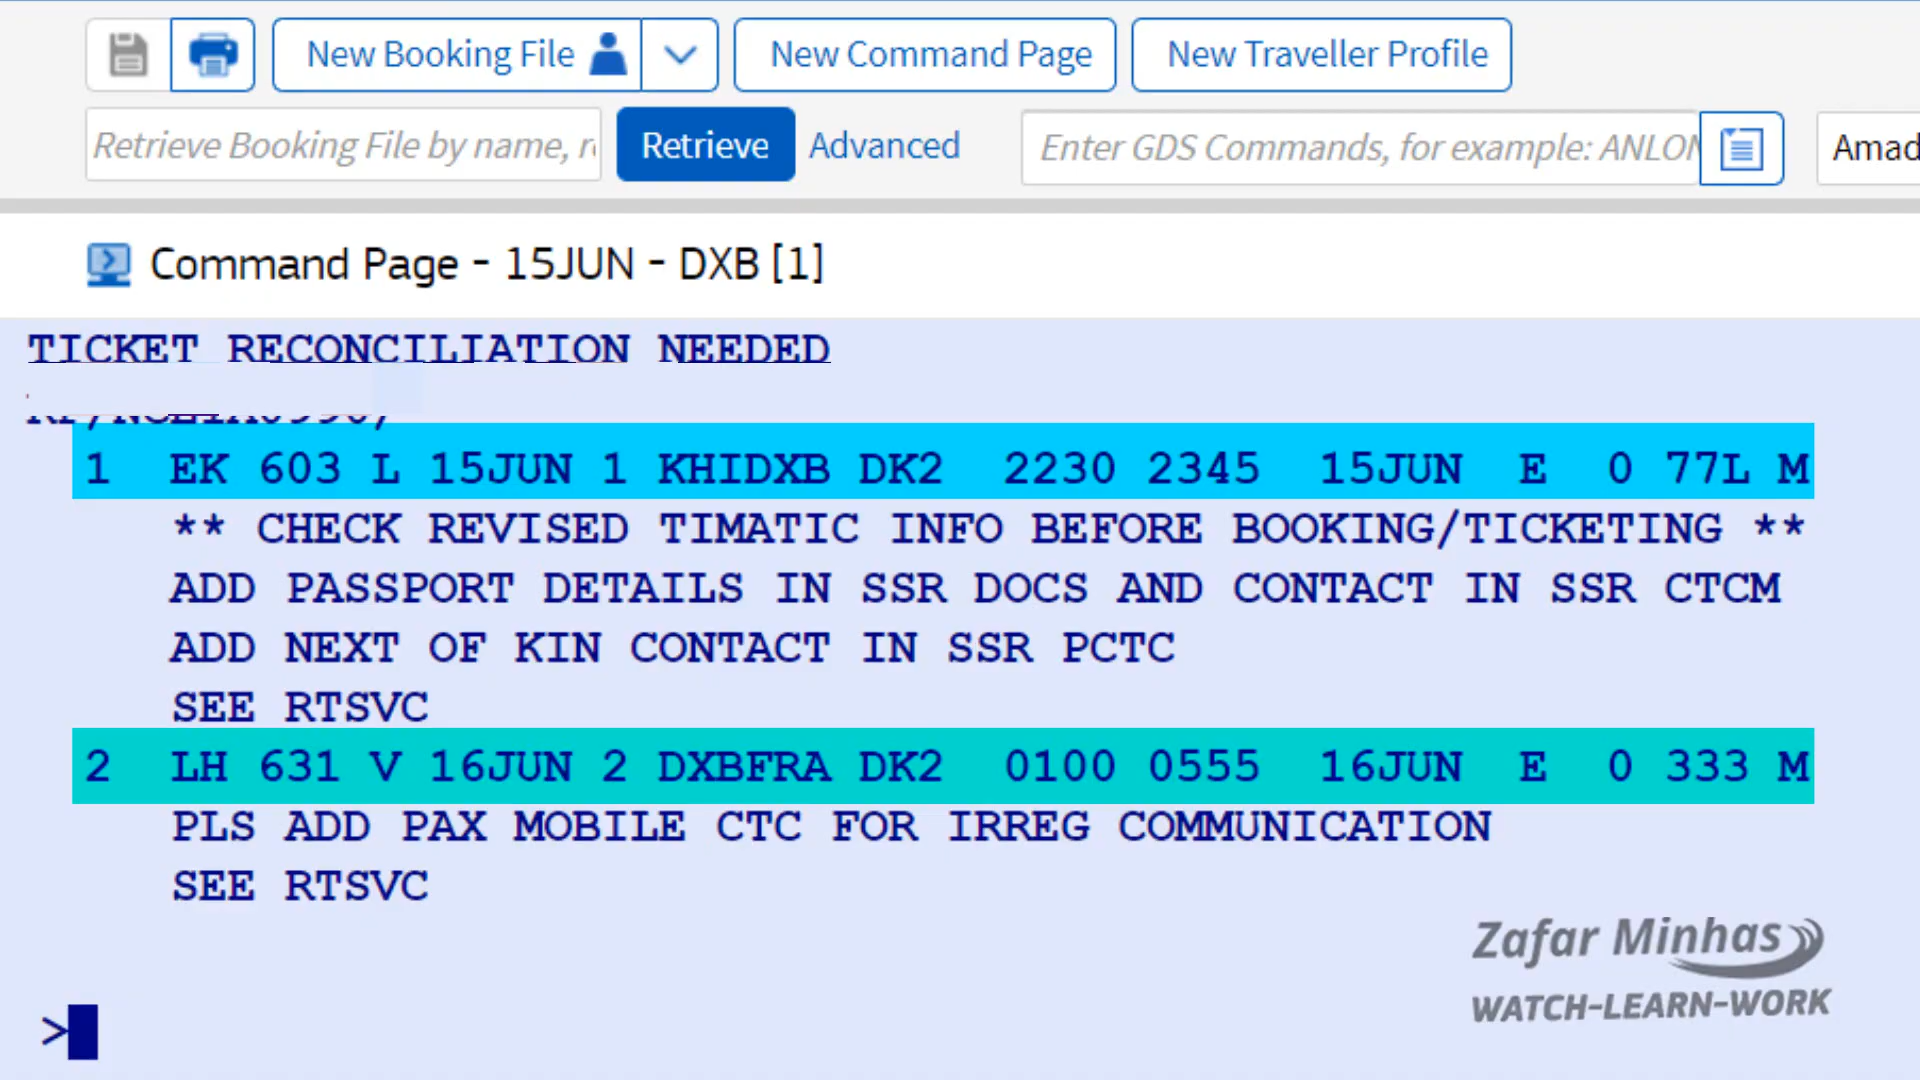 New Booking File
New Command Page
New Traveller Profile
Retrieve Booking File by name, r
Retrieve
Advanced
Enter GDS Commands, for example: ANLON
Amad
Command Page - 15JUN - DXB [1]
TICKET RECONCILIATION NEEDED
1 EK 603 L 15JUN 1 KHIDXB DK2 2230 2345 15JUN E 0 77L M
** CHECK REVISED TIMATIC INFO BEFORE BOOKING/TICKETING **
ADD PASSPORT DETAILS IN SSR DOCS AND CONTACT IN SSR CTCM
ADD NEXT OF KIN CONTACT IN SSR PCTC
SEE RTSVC
2 LH 631 V 16JUN 2 DXBFRA DK2 0100 0555 16JUN E 0 333 M
PLS ADD PAX MOBILE CTC FOR IRREG COMMUNICATION
SEE RTSVC
>
Zafar Minhas
WATCH-LEARN-WORK